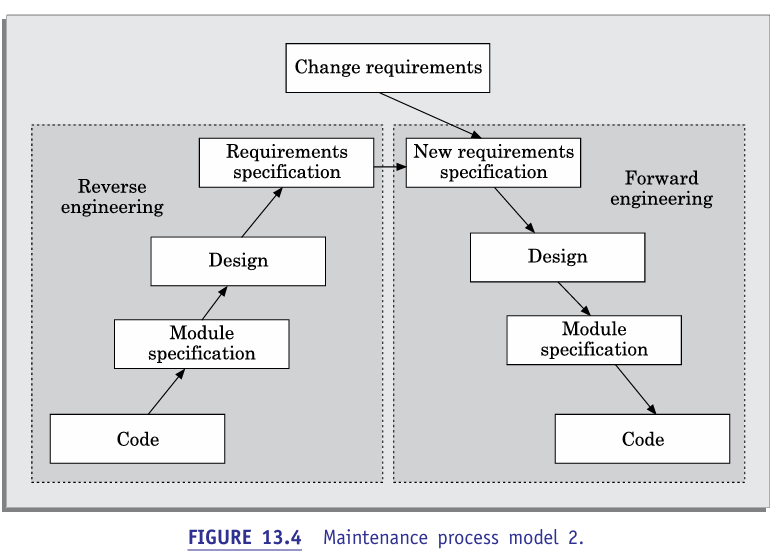 Change requirements
Reverse
engineering
Requirements
specification
Design
Module
specification
Code
New requirements
specification
Forward
engineering
Design
Module
specification
Code
FIGURE 13.4 Maintenance process model 2.